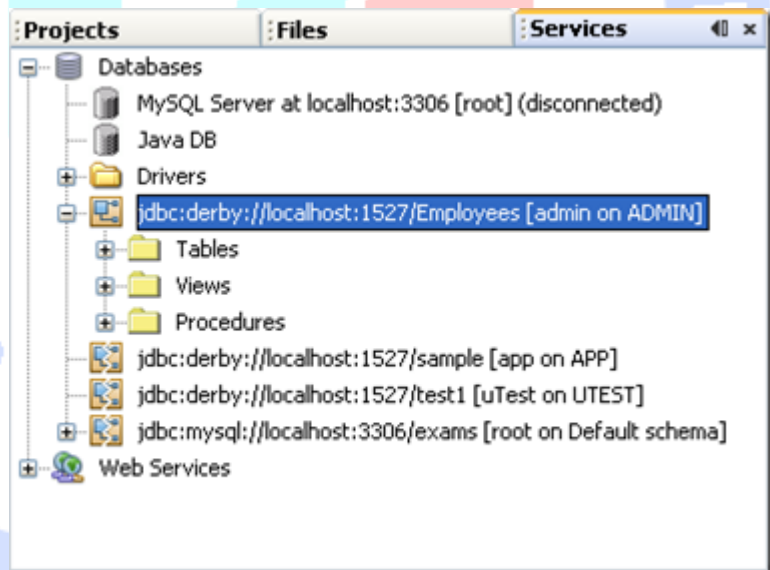 Projects Files Services
Databases
MySQL Server at localhost:3306 [root] (disconnected)
Java DB
Drivers
jdbc:derby://localhost:1527/Employees [admin on ADMIN]
Tables
Views
Procedures
jdbc:derby://localhost:1527/sample [app on APP]
jdbc:derby://localhost:1527/test1 [uTest on UTEST]
jdbc:mysql://localhost:3306/exams [root on Default schema]
Web Services